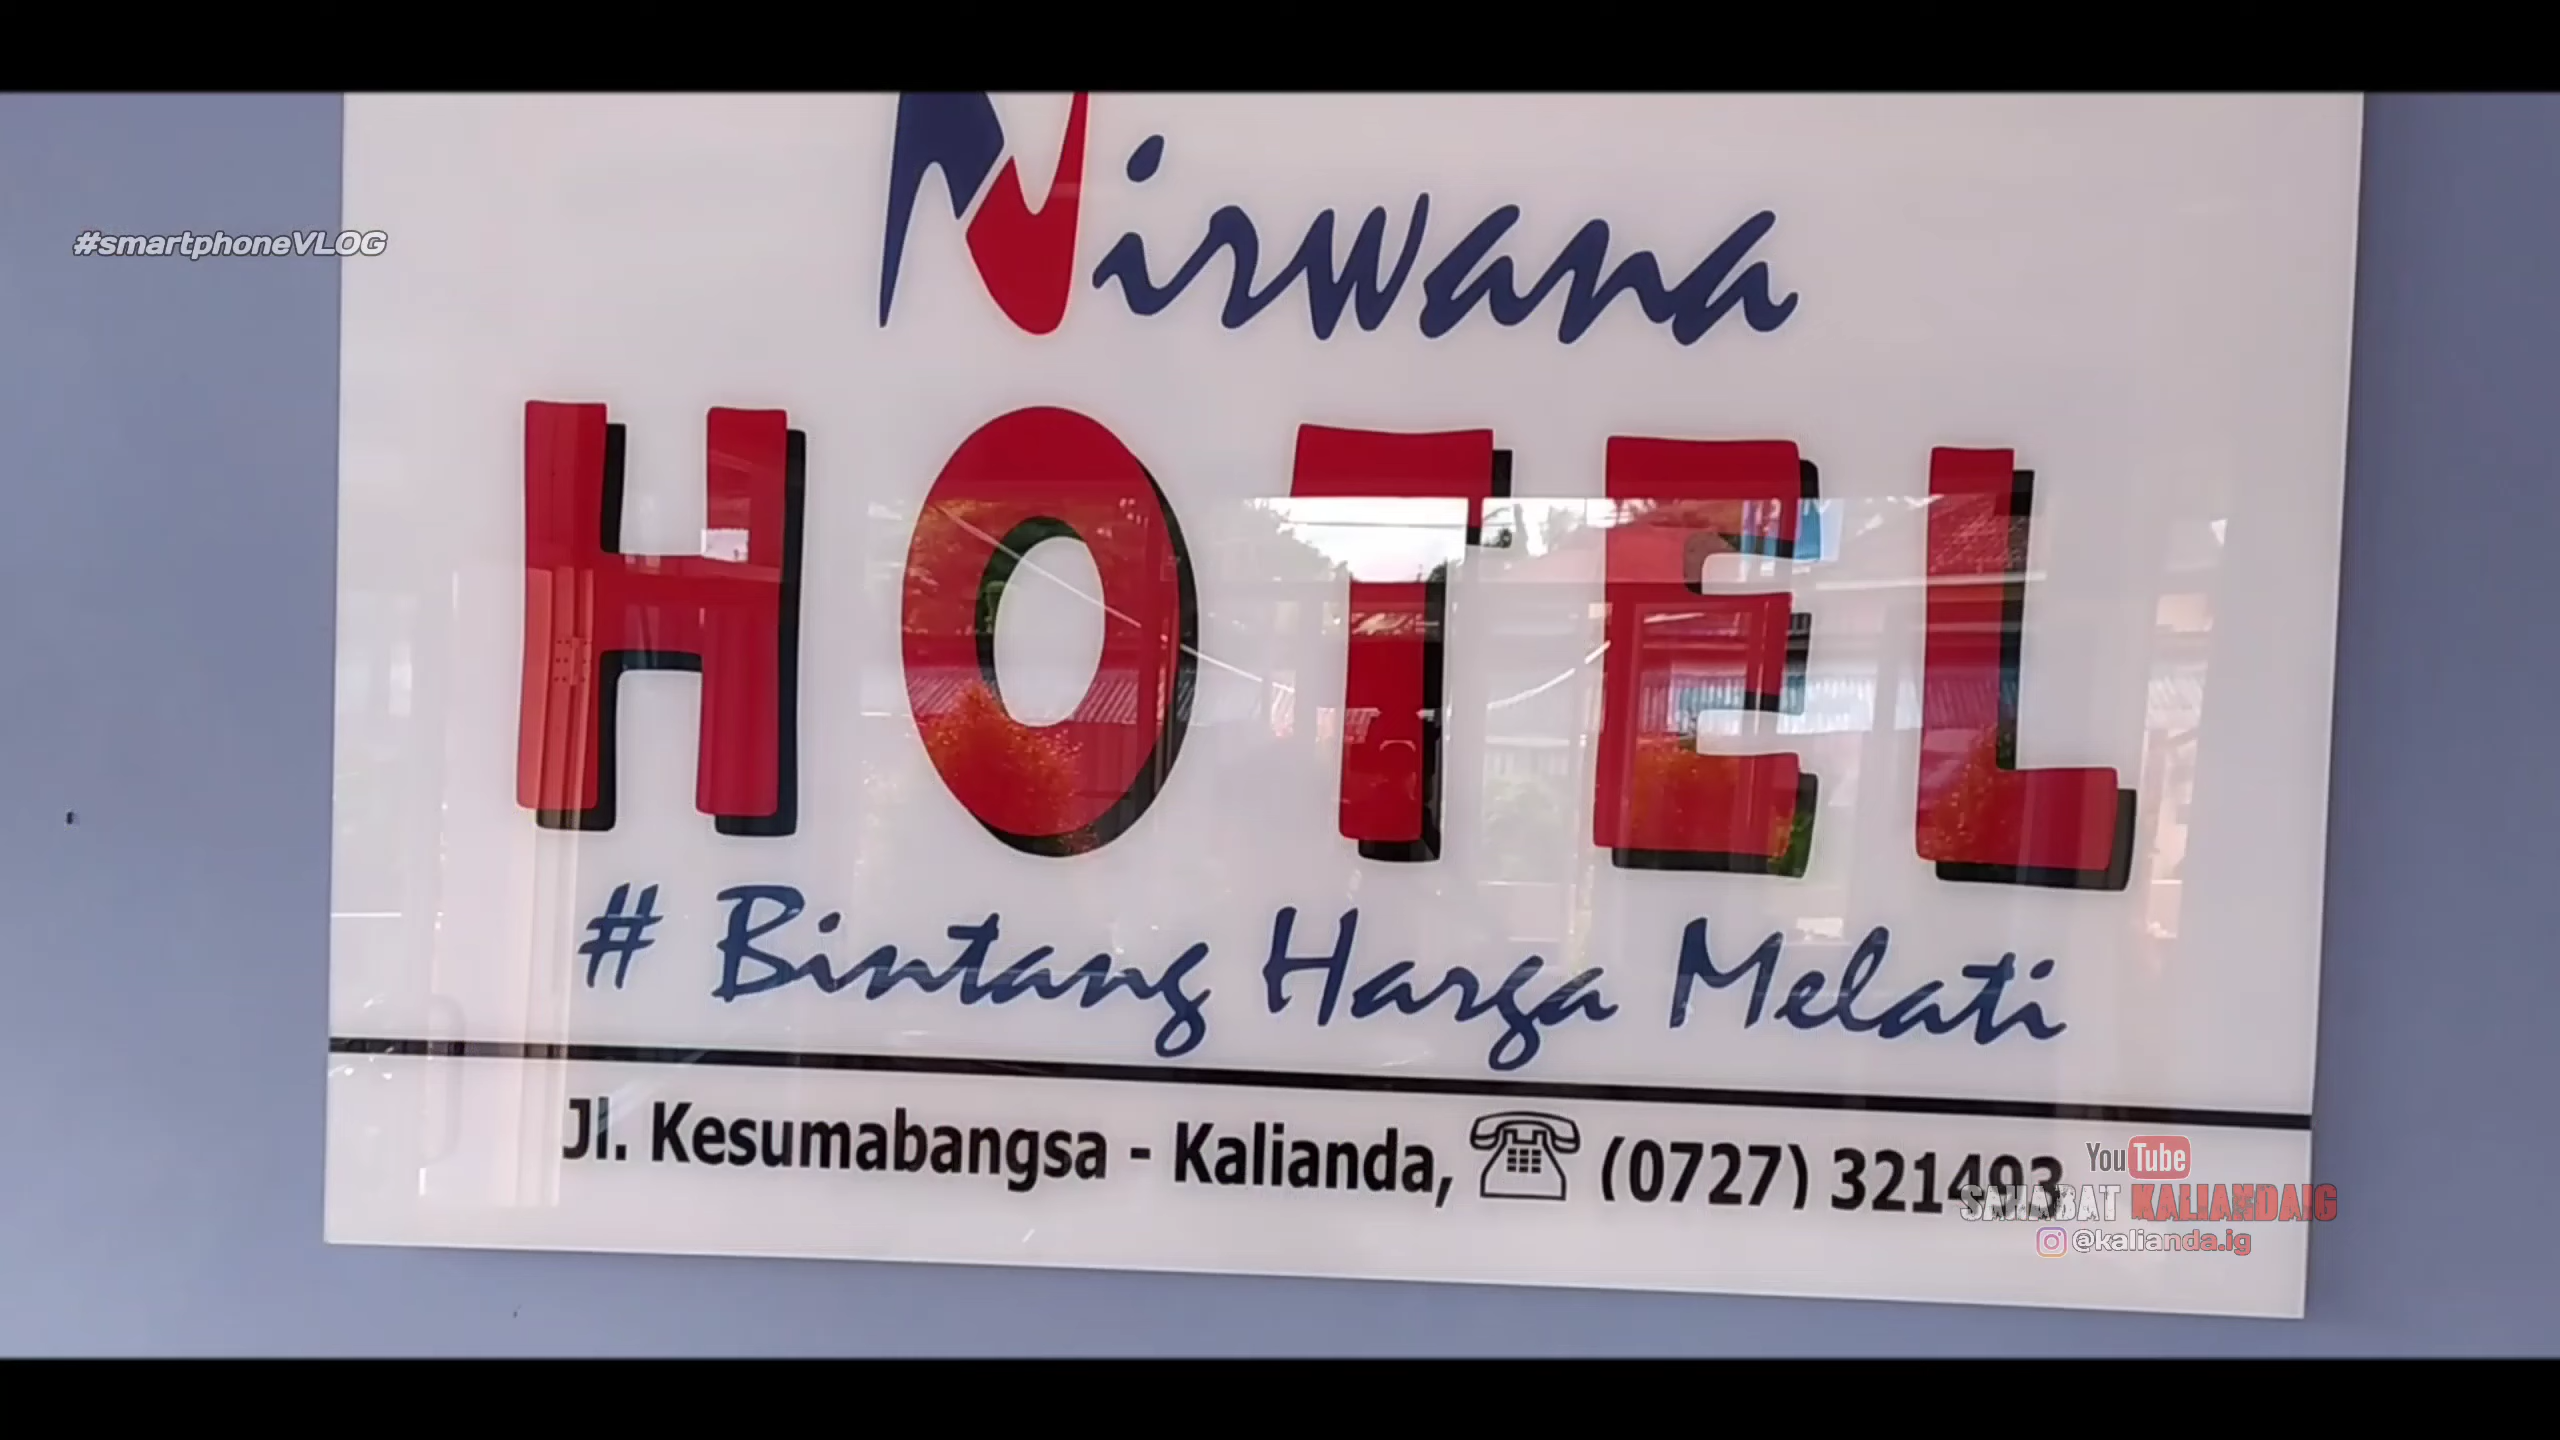 #smartphoneVLOG
Nirwana
HOTEL
# Bintang Harga Melati
Jl. Kesumabangsa - Kalianda, (0727) 321493
YouTube
SAHABAT KALIANDAIG
@kalianda.ig